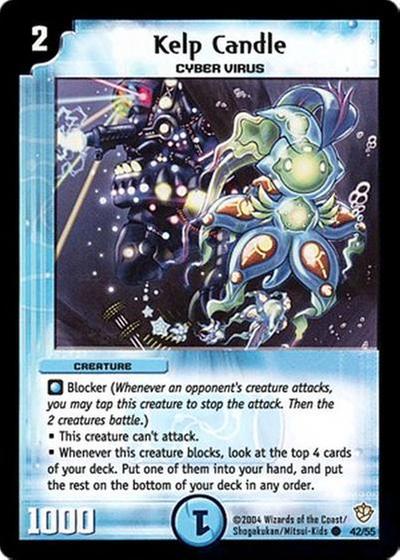 2
Kelp Candle
CYBER VIRUS
CREATURE
Blocker (Whenever an opponent's creature attacks,
you may tap this creature to stop the attack. Then the
2 creatures battle.)
▪ This creature can't attack.
▪ Whenever this creature blocks, look at the top 4 cards
of your deck. Put one of them into your hand, and put
the rest on the bottom of your deck in any order.
1000
1
©2004 Wizards of the Coast/
Shogakukan/Mitsui-Kids ● 42/55